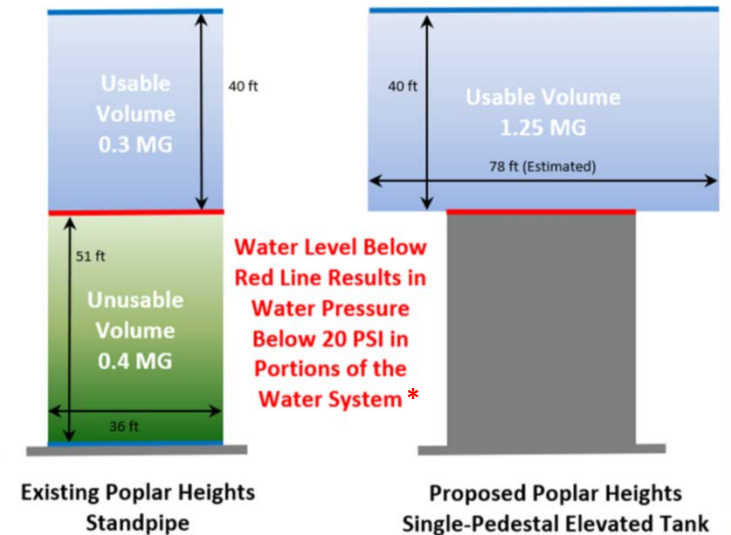 Usable
Volume
0.3 MG
40 ft
51 ft
Unusable
Volume
0.4 MG
36 ft
Existing Poplar Heights
Standpipe
Water Level Below
Red Line Results in
Water Pressure
Below 20 PSI in
Portions of the
Water System *
40 ft
Usable Volume
1.25 MG
78 ft (Estimated)
Proposed Poplar Heights
Single-Pedestal Elevated Tank